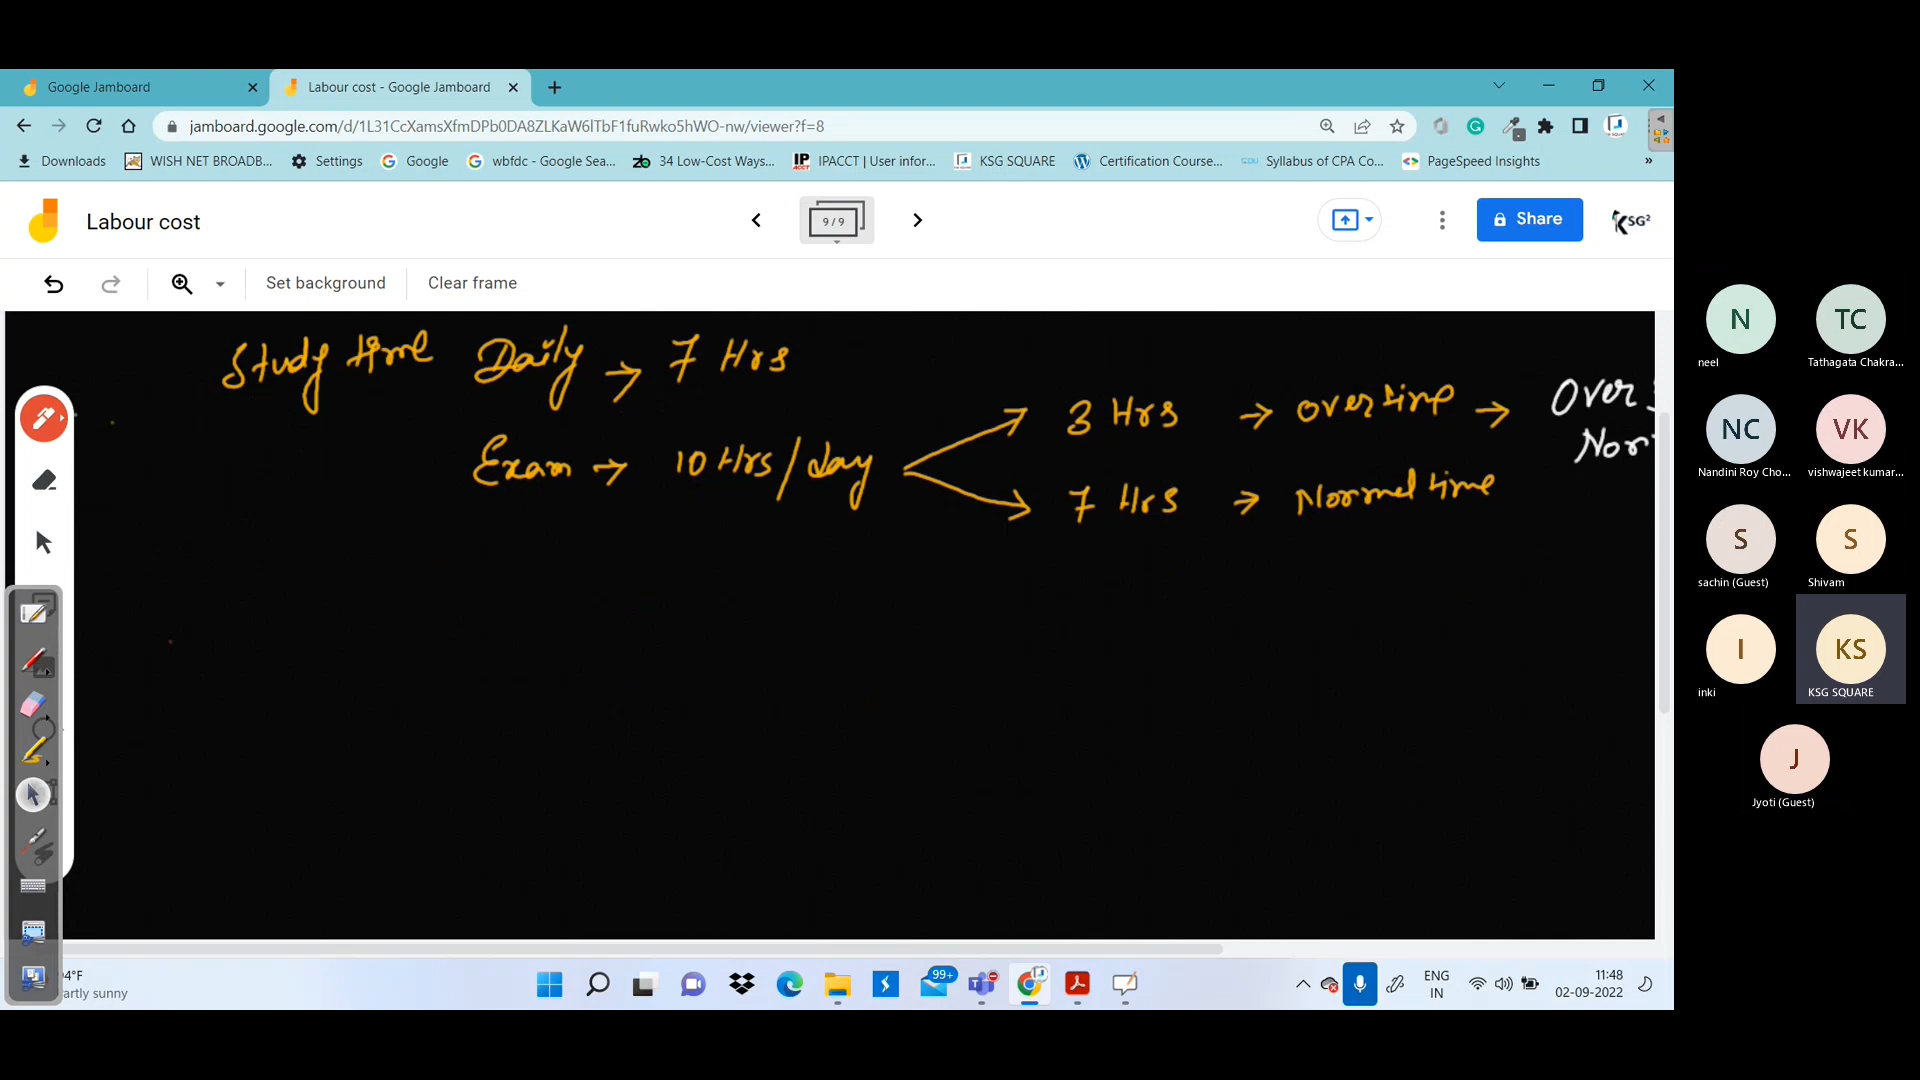 Google Jamboard
Labour cost - Google Jamboard
jamboard.google.com/d/1L31CcXamsXfmDPb0DA8ZLKaW6lTbF1fuRwko5hWO-nw/viewer?f=8
Downloads WISH NET BROADB... Settings Google wbfdc - Google Sea... 34 Low-Cost Ways... IPACCT | User infor... KSG SQUARE Certification Course... Syllabus of CPA Co... PageSpeed Insights »
Labour cost
9 / 9
Share
KSG²
Set background Clear frame
Study time Daily → 7 Hrs
Exam → 10 Hrs/day
3 Hrs → overtime → Over
Nor
7 Hrs → Normal time
N
neel
TC
Tathagata Chakra...
NC
Nandini Roy Cho...
VK
vishwajeet kumar...
S
sachin (Guest)
S
Shivam
I
inki
KS
KSG SQUARE
J
Jyoti (Guest)
94°F
artly sunny
99+
ENG
IN
11:48
02-09-2022